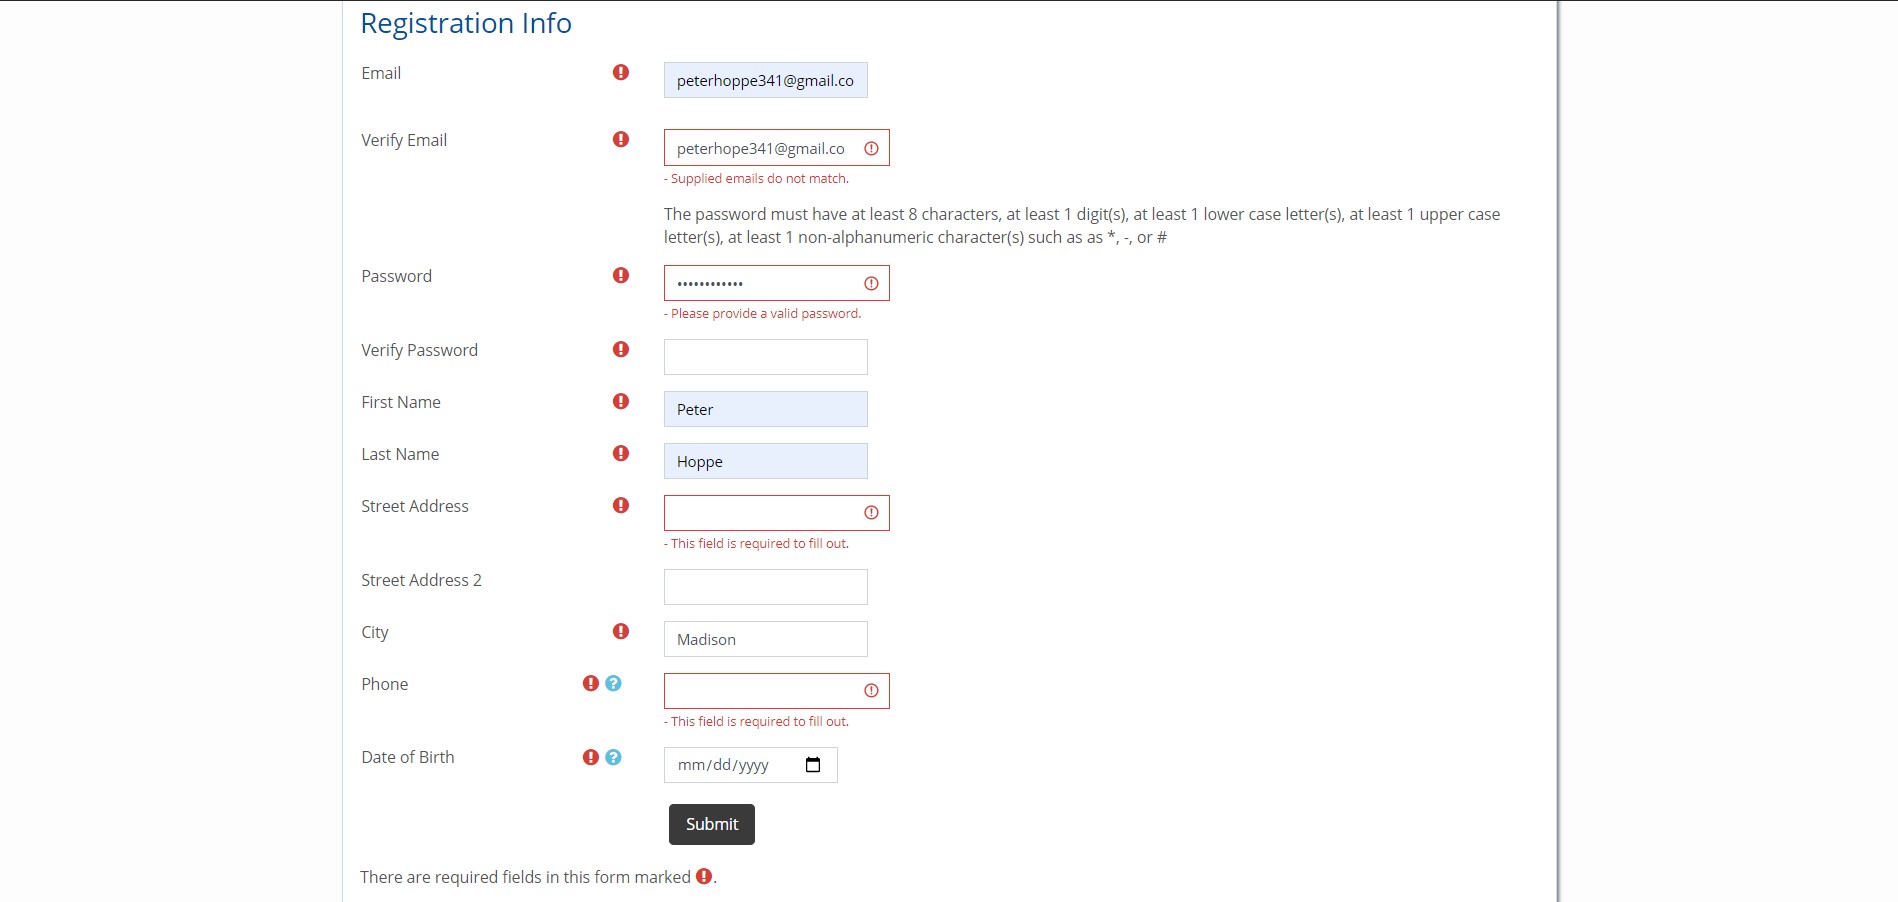 Registration Info
Email
peterhoppe341@gmail.co
Verify Email
peterhope341@gmail.co
- Supplied emails do not match.
The password must have at least 8 characters, at least 1 digit(s), at least 1 lower case letter(s), at least 1 upper case
letter(s), at least 1 non-alphanumeric character(s) such as as *, -, or #
Password
••••••••••••
- Please provide a valid password.
Verify Password
First Name
Peter
Last Name
Hoppe
Street Address
- This field is required to fill out.
Street Address 2
City
Madison
Phone
- This field is required to fill out.
Date of Birth
mm/dd/yyyy
Submit
There are required fields in this form marked .